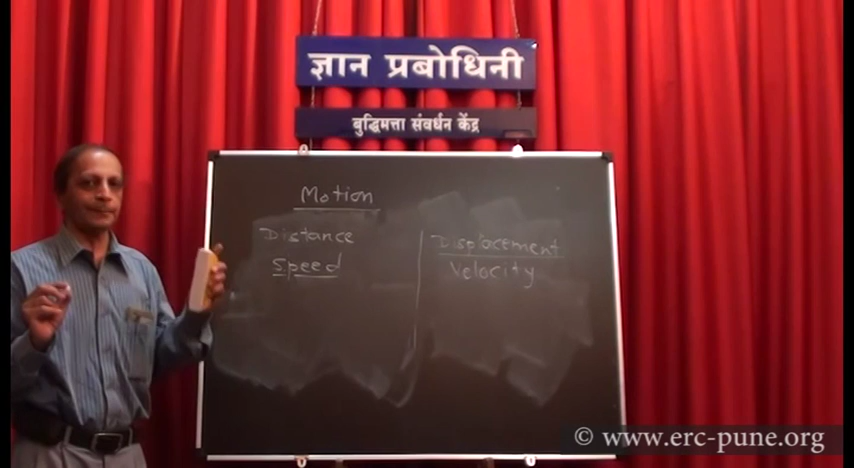 ज्ञान प्रबोधिनी
बुद्धिमत्ता संवर्धन केंद्र
Motion
Distance
Speed
Displacement
Velocity
© www.erc-pune.org